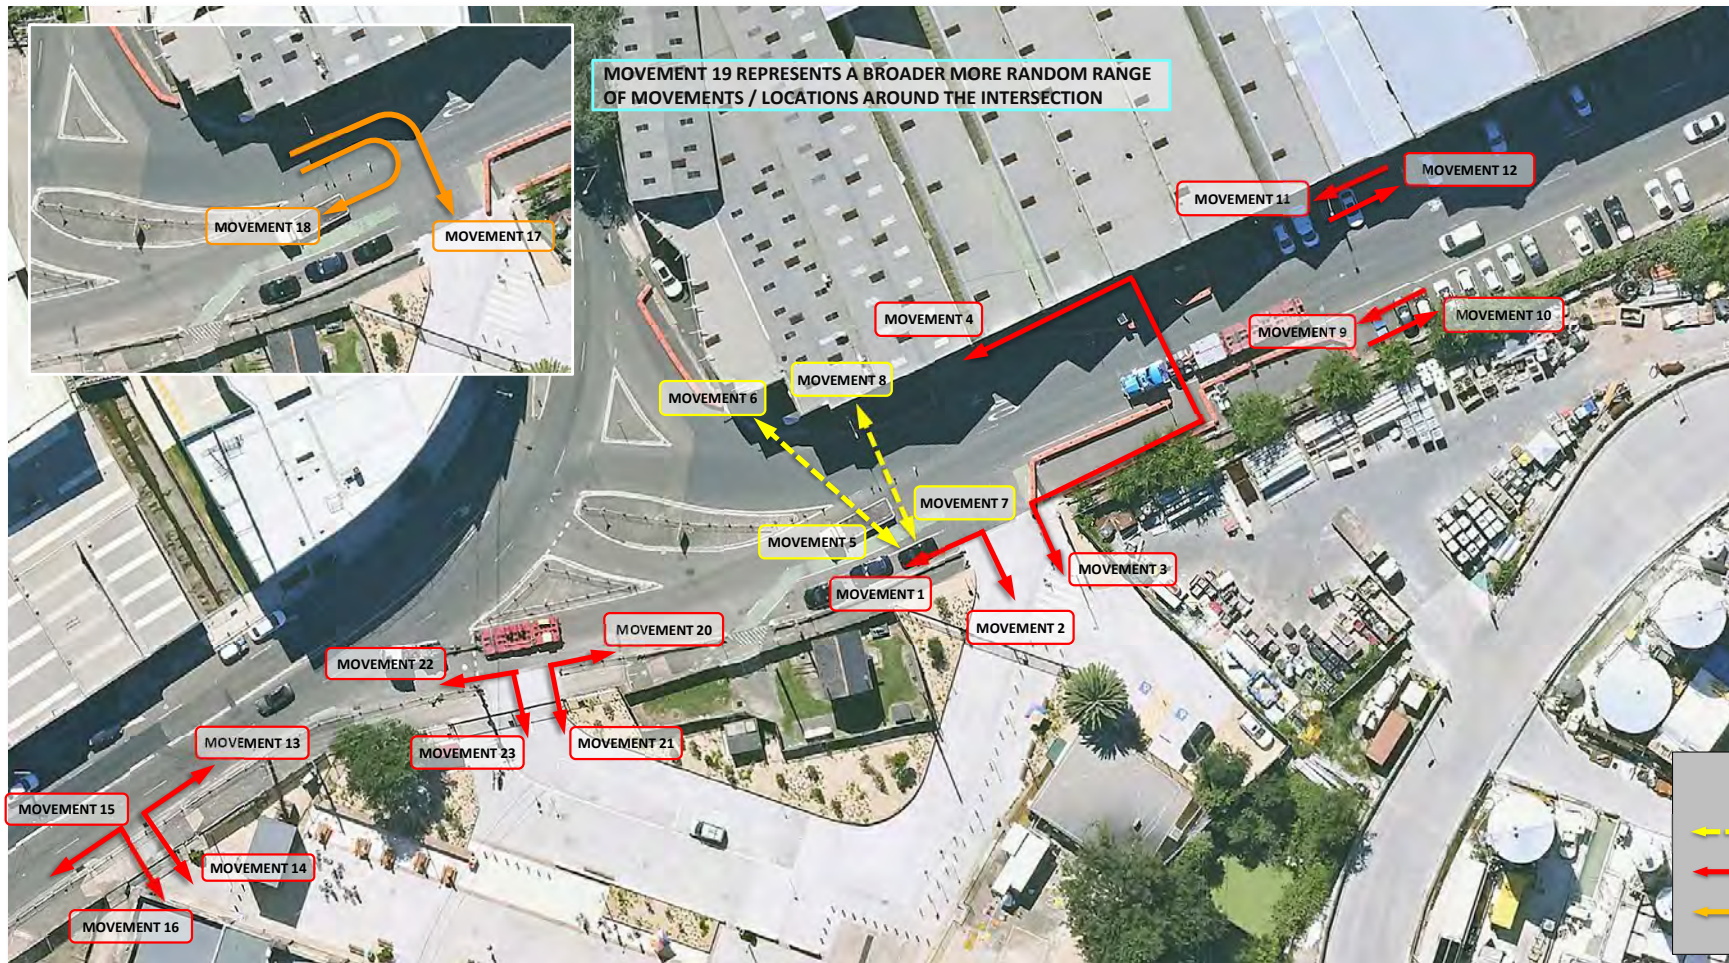 MOVEMENT 19 REPRESENTS A BROADER MORE RANDOM RANGE
OF MOVEMENTS / LOCATIONS AROUND THE INTERSECTION
MOVEMENT 18
MOVEMENT 17
MOVEMENT 12
MOVEMENT 11
MOVEMENT 4
MOVEMENT 9
MOVEMENT 10
MOVEMENT 8
MOVEMENT 6
MOVEMENT 7
MOVEMENT 5
MOVEMENT 3
MOVEMENT 1
MOVEMENT 2
MOVEMENT 20
MOVEMENT 22
MOVEMENT 13
MOVEMENT 23
MOVEMENT 21
MOVEMENT 15
MOVEMENT 14
MOVEMENT 16